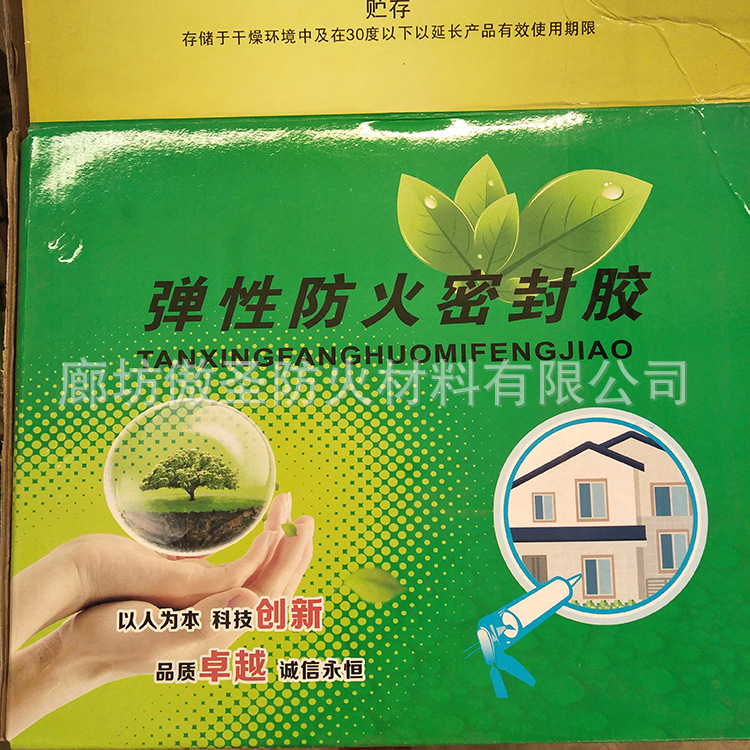 贮存
存储于干燥环境中及在30度以下以延长产品有效使用期限
弹性防火密封胶
TANXINGFANGHUOMIFENGJIAO
廊坊傲圣防火材料有限公司
以人为本 科技创新
品质卓越 诚信永恒